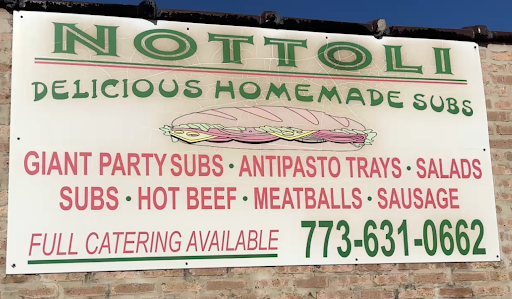 NOTTOLI
DELICIOUS HOMEMADE SUBS
GIANT PARTY SUBS • ANTIPASTO TRAYS • SALADS
SUBS • HOT BEEF • MEATBALLS • SAUSAGE
FULL CATERING AVAILABLE 773-631-0662